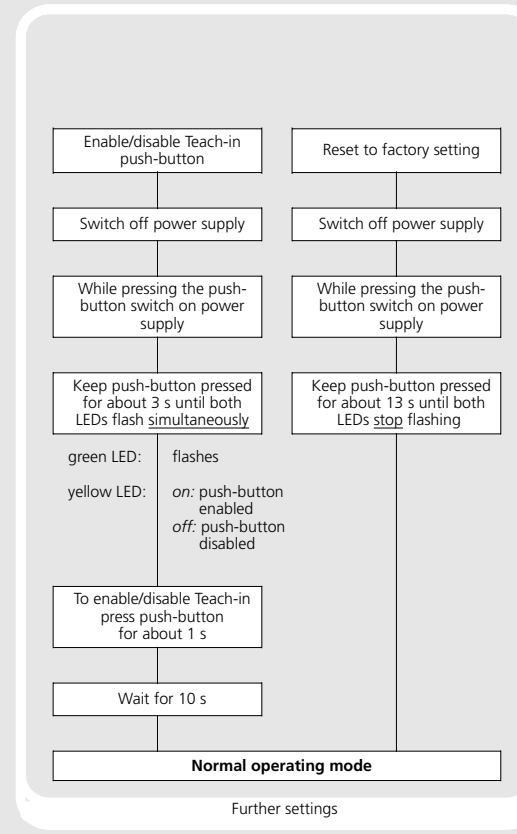 Enable/disable Teach-in
push-button
Switch off power supply
While pressing the push-
button switch on power
supply
Keep push-button pressed
for about 3 s until both
LEDs flash simultaneously
green LED: flashes
yellow LED: on: push-button
enabled
off: push-button
disabled
To enable/disable Teach-in
press push-button
for about 1 s
Wait for 10 s
Reset to factory setting
Switch off power supply
While pressing the push-
button switch on power
supply
Keep push-button pressed
for about 13 s until both
LEDs stop flashing
Normal operating mode
Further settings